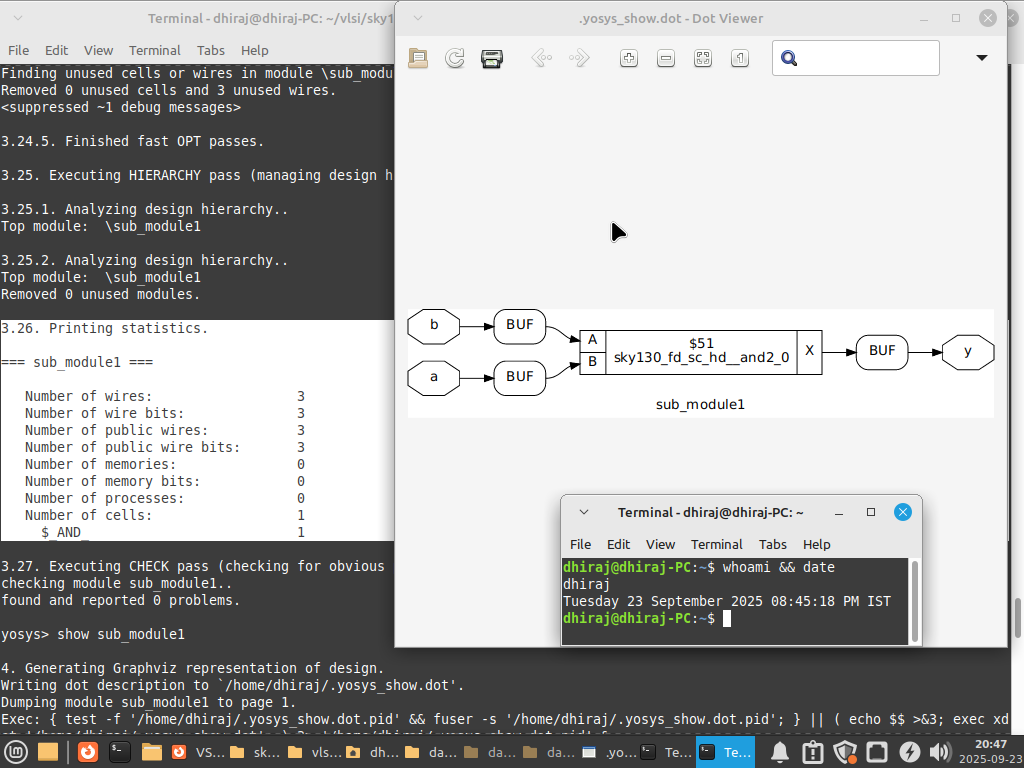 Terminal - dhiraj@dhiraj-PC: ~/vlsi/sky1
File Edit View Terminal Tabs Help
Finding unused cells or wires in module \sub_modu
Removed 0 unused cells and 3 unused wires.
<suppressed ~1 debug messages>
3.24.5. Finished fast OPT passes.
3.25. Executing HIERARCHY pass (managing design h
3.25.1. Analyzing design hierarchy..
Top module:  \sub_module1
3.25.2. Analyzing design hierarchy..
Top module:  \sub_module1
Removed 0 unused modules.
3.26. Printing statistics.
=== sub_module1 ===
Number of wires: 3
Number of wire bits: 3
Number of public wires: 3
Number of public wire bits: 3
Number of memories: 0
Number of memory bits: 0
Number of processes: 0
Number of cells: 1
$_AND_ 1
3.27. Executing CHECK pass (checking for obvious
checking module sub_module1..
found and reported 0 problems.
yosys> show sub_module1
4. Generating Graphviz representation of design.
Writing dot description to `/home/dhiraj/.yosys_show.dot'.
Dumping module sub_module1 to page 1.
Exec: { test -f '/home/dhiraj/.yosys_show.dot.pid' && fuser -s '/home/dhiraj/.yosys_show.dot.pid'; } || ( echo $$ >&3; exec xd
.yosys_show.dot - Dot Viewer
b
BUF
a
BUF
A
B
$51
sky130_fd_sc_hd__and2_0
X
BUF
y
sub_module1
Terminal - dhiraj@dhiraj-PC: ~
File Edit View Terminal Tabs Help
dhiraj@dhiraj-PC:~$ whoami && date
dhiraj
Tuesday 23 September 2025 08:45:18 PM IST
dhiraj@dhiraj-PC:~$
VS... sk... vls... dh... da... da... da... .yo... Te... Te...
20:47
2025-09-23